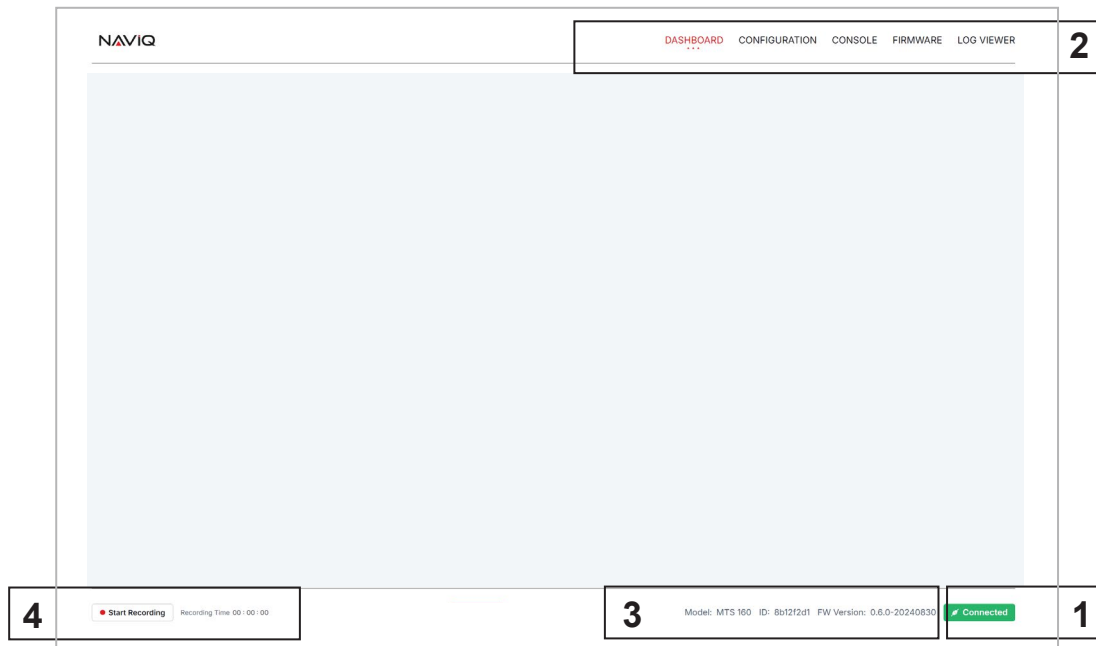 NAVIQ
DASHBOARD CONFIGURATION CONSOLE FIRMWARE LOG VIEWER
2
4
Start Recording Recording Time 00 : 00 : 00
3
Model: MTS 160 ID: 8b12f2d1 FW Version: 0.6.0-20240830
Connected
1